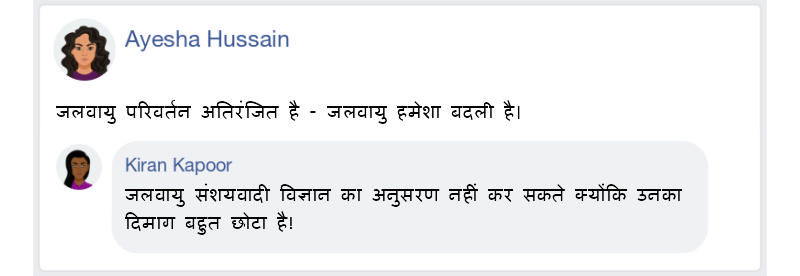 Ayesha Hussain
जलवायु परिवर्तन अतिरंजित है - जलवायु हमेशा बदली है।
Kiran Kapoor
जलवायु संशयवादी विज्ञान का अनुसरण नहीं कर सकते क्योंकि उनका
दिमाग बहुत छोटा है!